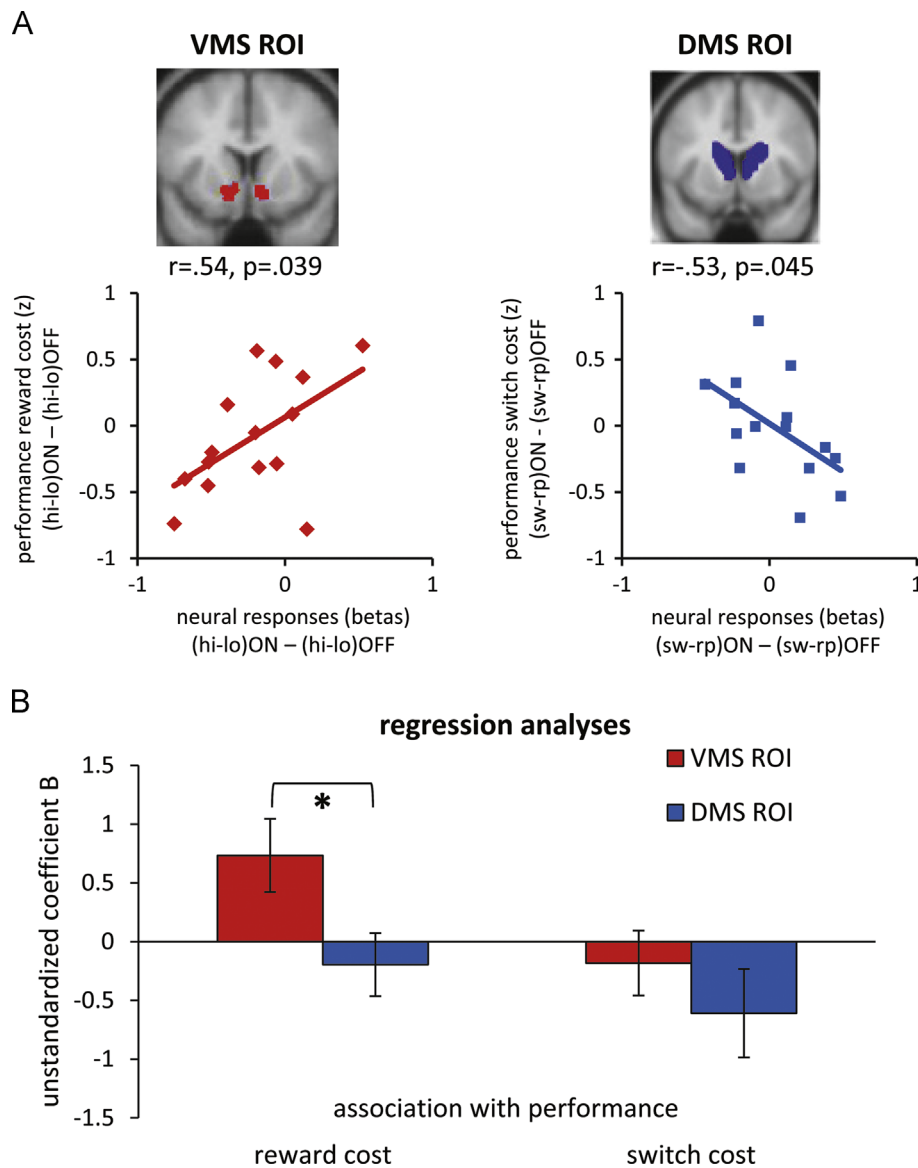 A
VMS ROI
DMS ROI
r=.54, p=.039
r=-.53, p=.045
performance reward cost (z)
(hi-lo)ON – (hi-lo)OFF
1
0.5
0
-0.5
-1
-1
0
1
neural responses (betas)
(hi-lo)ON – (hi-lo)OFF
performance switch cost (z)
(sw-rp)ON - (sw-rp)OFF
1
0.5
0
-0.5
-1
-1
0
1
neural responses (betas)
(sw-rp)ON – (sw-rp)OFF
B
regression analyses
VMS ROI
DMS ROI
unstandardized coefficient B
1.5
1
0.5
0
-0.5
-1
-1.5
*
association with performance
reward cost
switch cost